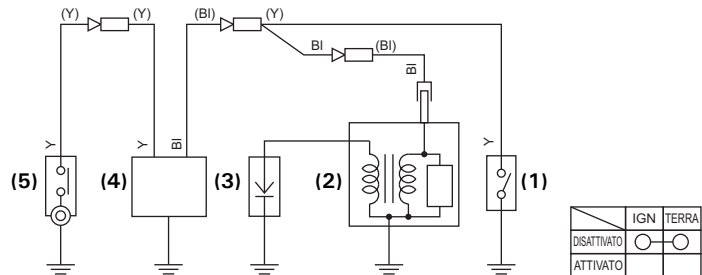 (Y) (Y) (Bl) (Y)
Bl (Bl)
Bl
Y Y Bl Y
(5) (4) (3) (2) (1)
IGN TERRA
DISATTIVATO
ATTIVATO